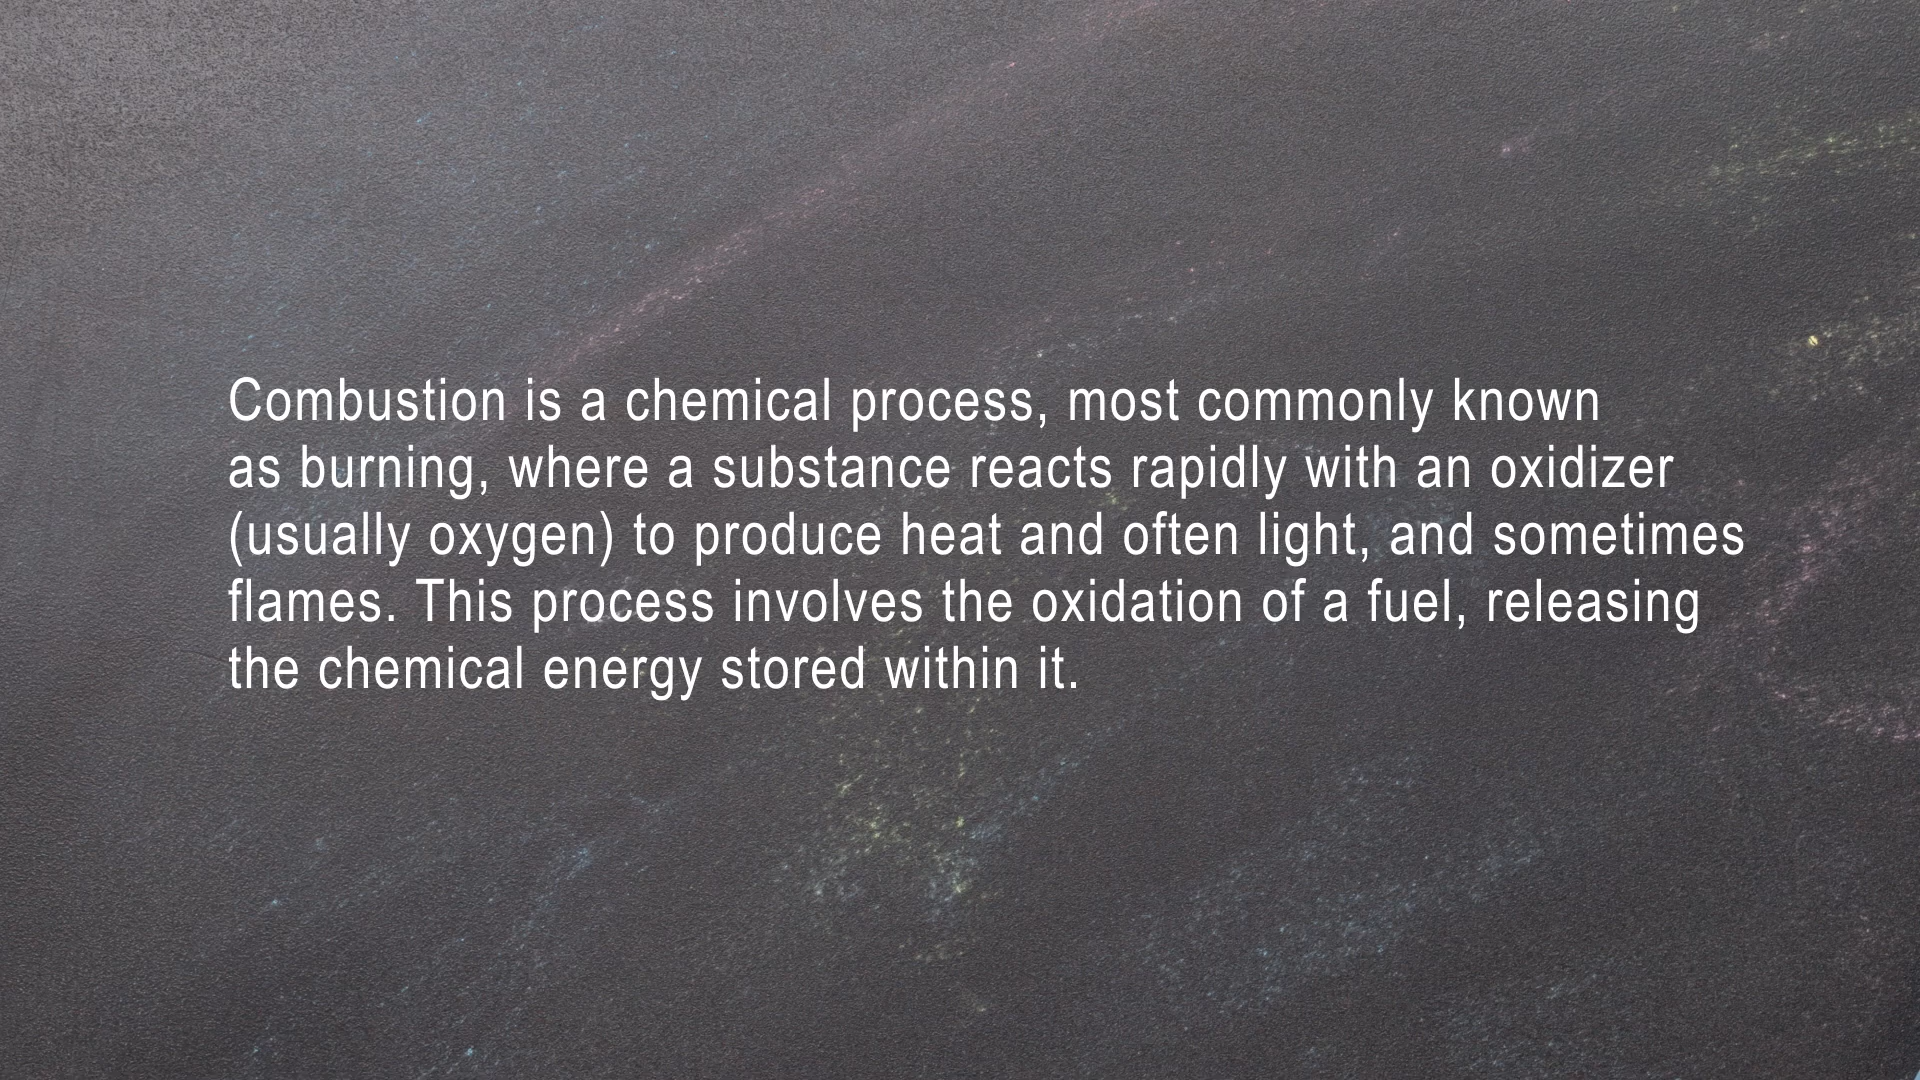 Combustion is a chemical process, most commonly known
as burning, where a substance reacts rapidly with an oxidizer
(usually oxygen) to produce heat and often light, and sometimes
flames. This process involves the oxidation of a fuel, releasing
the chemical energy stored within it.